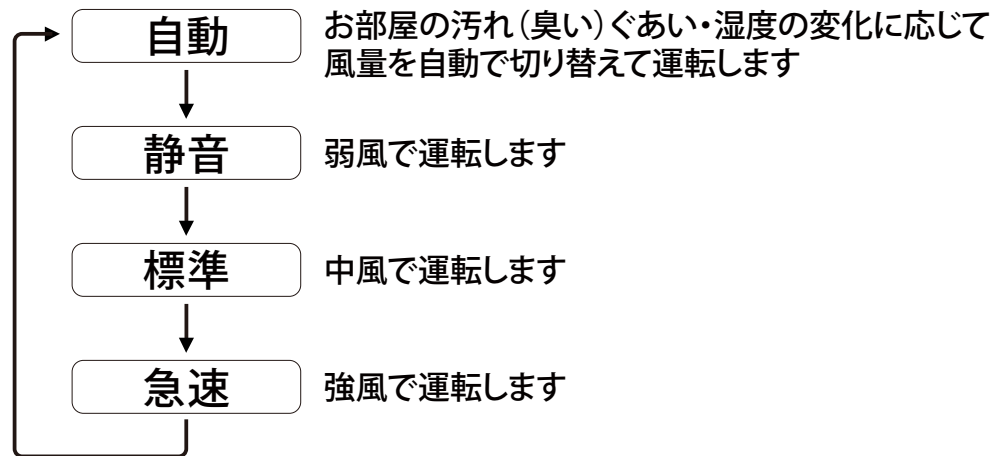 自動
お部屋の汚れ（臭い）ぐあい・湿度の変化に応じて
風量を自動で切り替えて運転します
静音
弱風で運転します
標準
中風で運転します
急速
強風で運転します